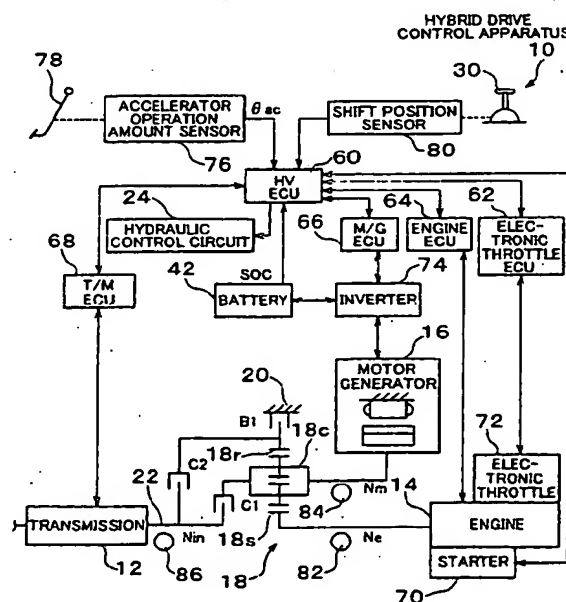 HYBRID DRIVE
CONTROL APPARATUS
10
78
30
ACCELERATOR
OPERATION
AMOUNT SENSOR
θac
SHIFT POSITION
SENSOR
76
60
80
HV
ECU
24
64
62
HYDRAULIC
CONTROL CIRCUIT
66
M/G
ECU
ENGINE
ECU
ELEC-
TRONIC
THROTTLE
ECU
68
T/M
ECU
SOC
74
42
BATTERY
INVERTER
16
20
MOTOR
GENERATOR
B1
18c
18r
72
C2
14
ELEC-
TRONIC
THROTTLE
22
C1
84
Nm
TRANSMISSION
Nin
18s
Ne
ENGINE
12
86
18
82
STARTER
70